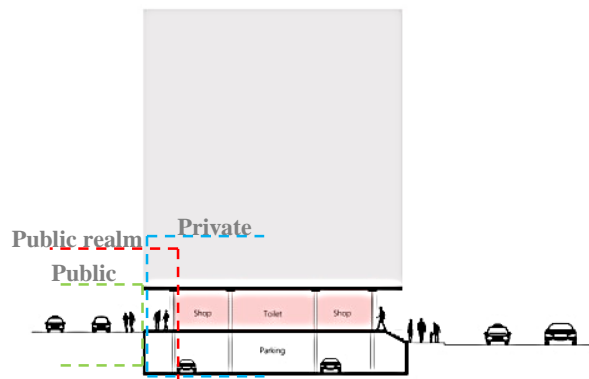 Private
Public realm
Public
Shop Toilet Shop
Parking